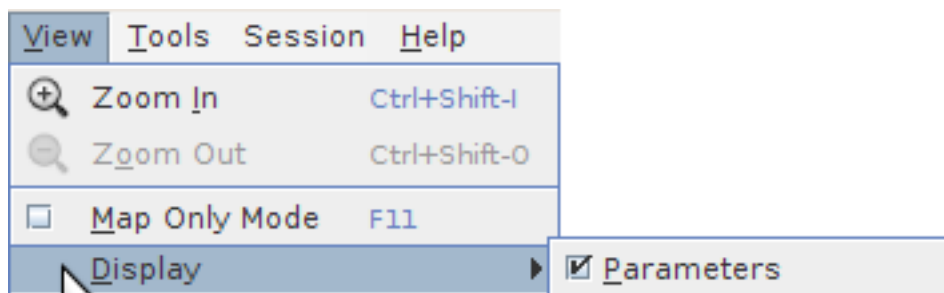 View Tools Session Help
Zoom In Ctrl+Shift-I
Zoom Out Ctrl+Shift-O
Map Only Mode F11
Display Parameters